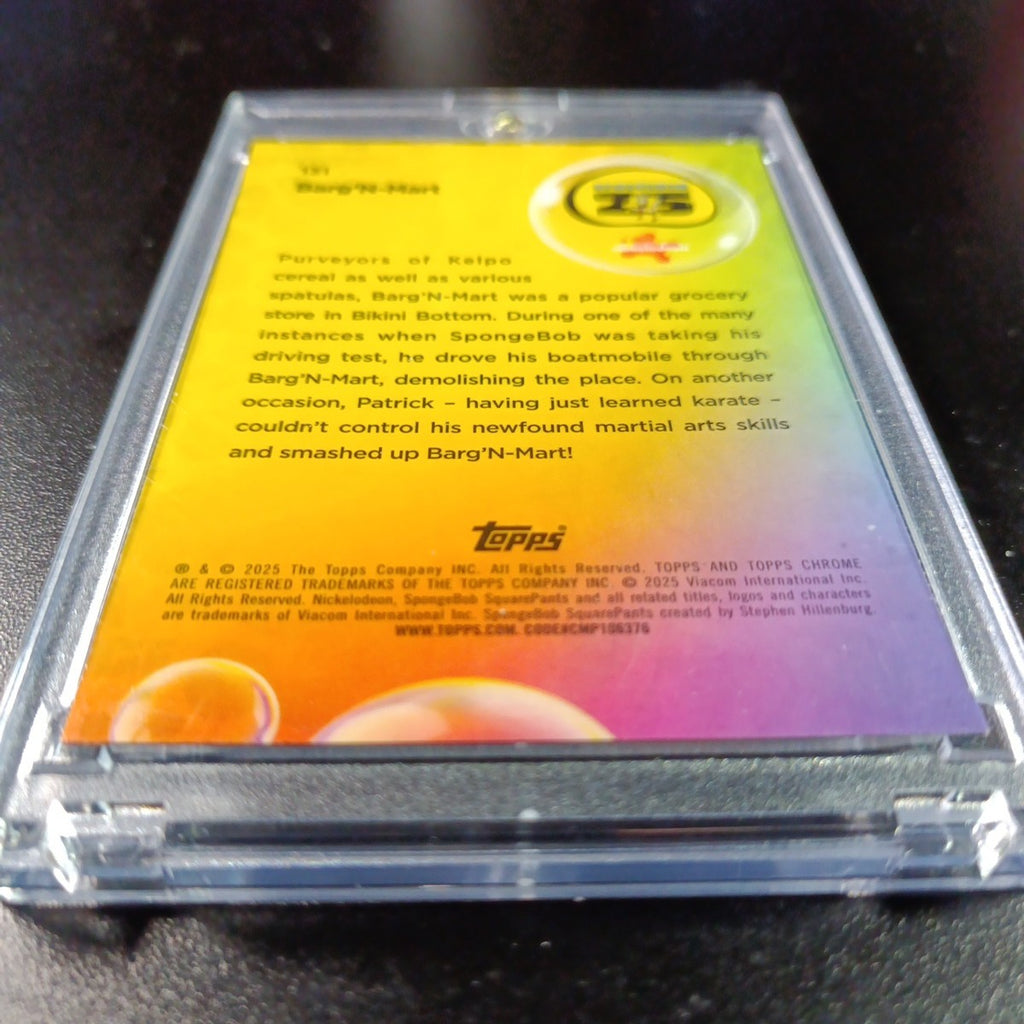 131
Barg'N-Mart
25
Purveyors of Kelpo
cereal as well as various
spatulas, Barg'N-Mart was a popular grocery
store in Bikini Bottom. During one of the many
instances when SpongeBob was taking his
driving test, he drove his boatmobile through
Barg'N-Mart, demolishing the place. On another
occasion, Patrick – having just learned karate –
couldn't control his newfound martial arts skills
and smashed up Barg'N-Mart!
Topps®
® & © 2025 The Topps Company INC. All Rights Reserved. TOPPS AND TOPPS CHROME
ARE REGISTERED TRADEMARKS OF THE TOPPS COMPANY INC. © 2025 Viacom International Inc.
All Rights Reserved. Nickelodeon, SpongeBob SquarePants and all related titles, logos and characters
are trademarks of Viacom International Inc. SpongeBob SquarePants created by Stephen Hillenburg.
WWW.TOPPS.COM. CODE#CMP106376